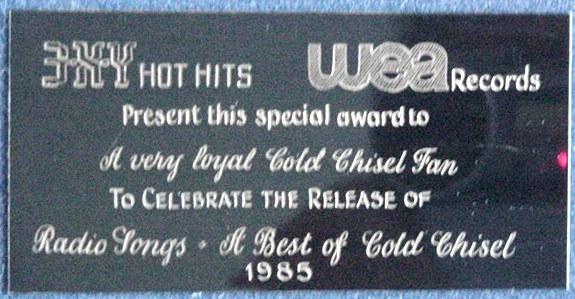 3XY HOT HITS wea Records
Present this special award to
A very loyal Cold Chisel Fan
TO CELEBRATE THE RELEASE OF
Radio Songs • A Best of Cold Chisel
1985